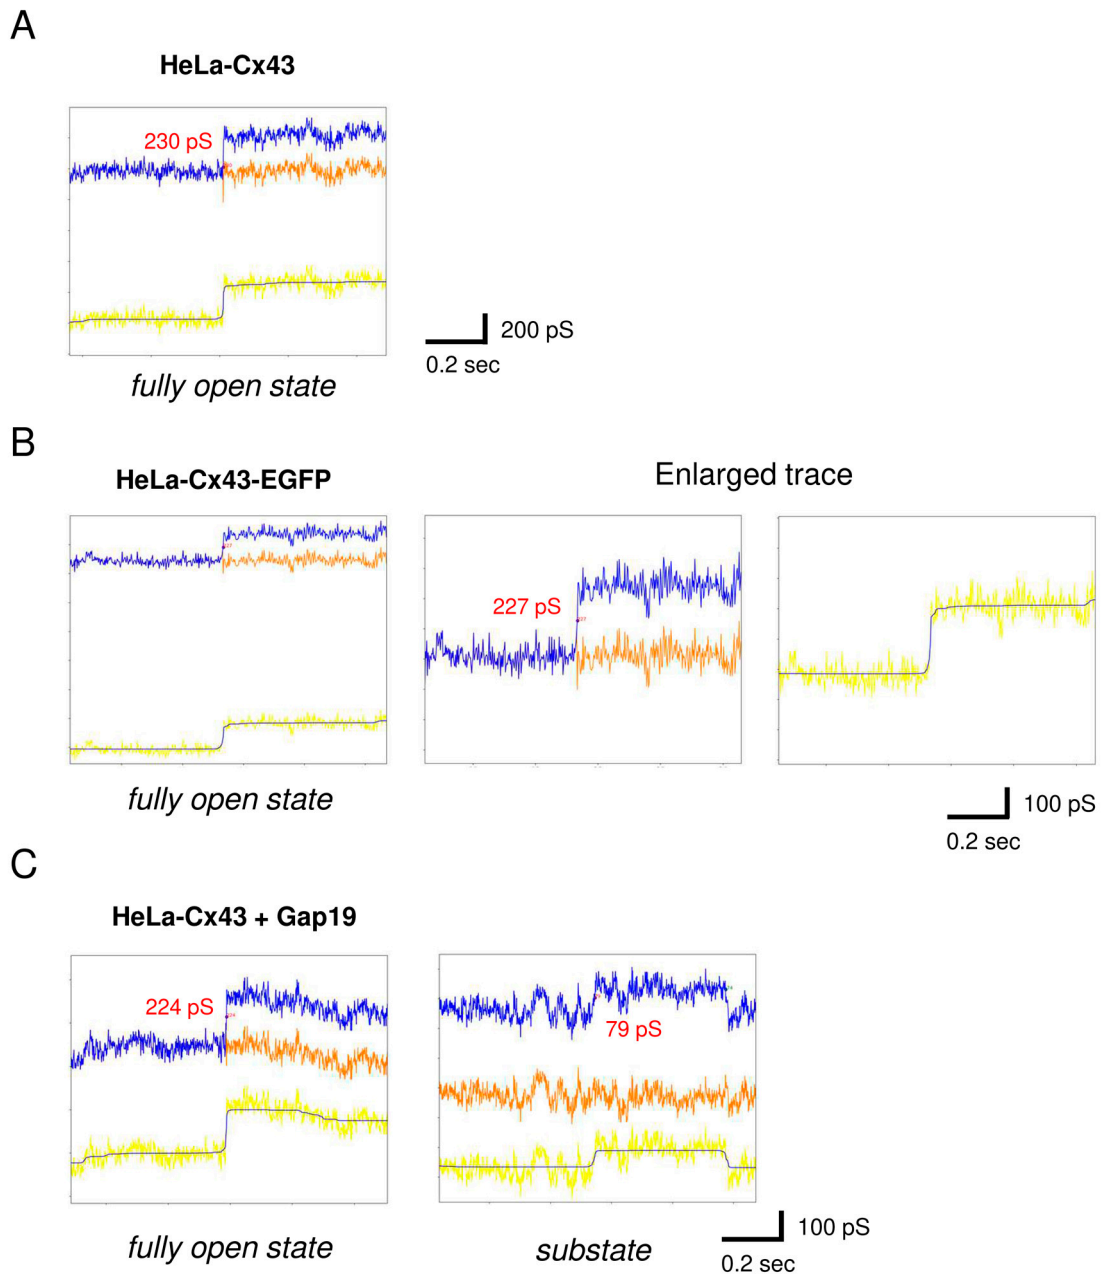 A
HeLa-Cx43
230 pS
200 pS
0.2 sec
fully open state
B
HeLa-Cx43-EGFP
Enlarged trace
227 pS
fully open state
100 pS
0.2 sec
C
HeLa-Cx43 + Gap19
224 pS
79 pS
fully open state
substate
100 pS
0.2 sec